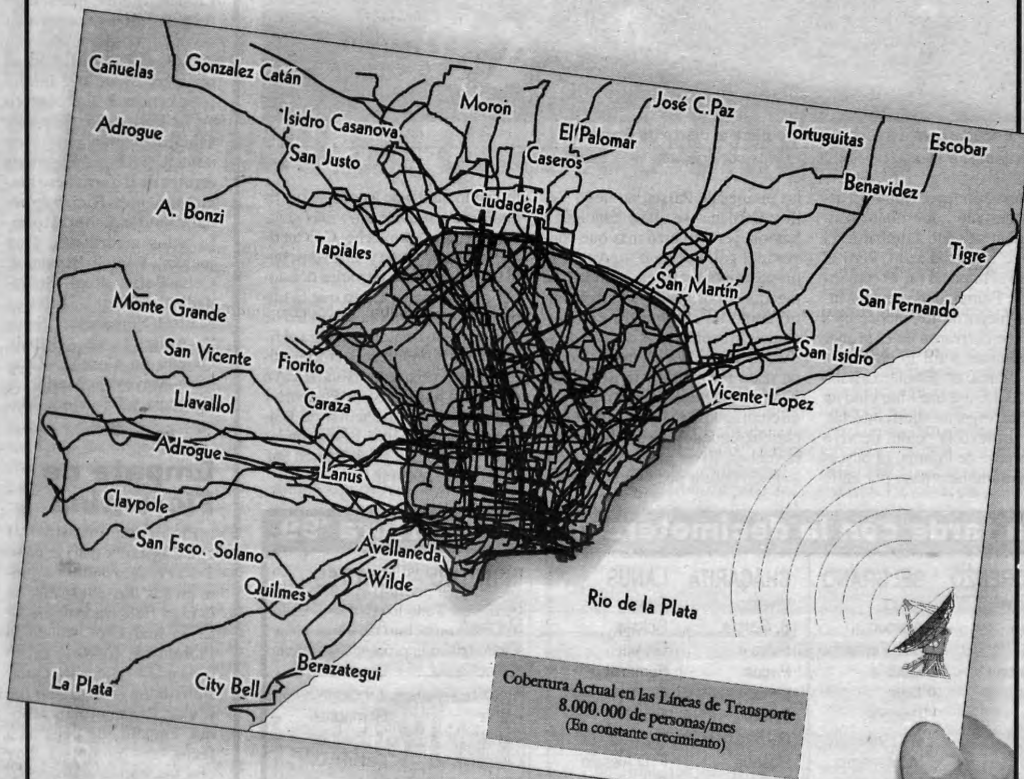 Cañuelas
Gonzalez Catán
Adrogue
Isidro Casanova
San Justo
Moron
El Palomar
Caseros
José C.Paz
Tortuguitas
Escobar
Benavidez
A. Bonzi
Ciudadela
Tapiales
San Martín
Tigre
San Fernando
Monte Grande
San Vicente
Fiorito
San Isidro
Llavallol
Caraza
Vicente Lopez
Adrogue
Lanus
Claypole
San Fsco. Solano
Avellaneda
Quilmes
Wilde
Rio de la Plata
La Plata
City Bell
Berazategui
Cobertura Actual en las Líneas de Transporte
8.000.000 de personas/mes
(En constante crecimiento)